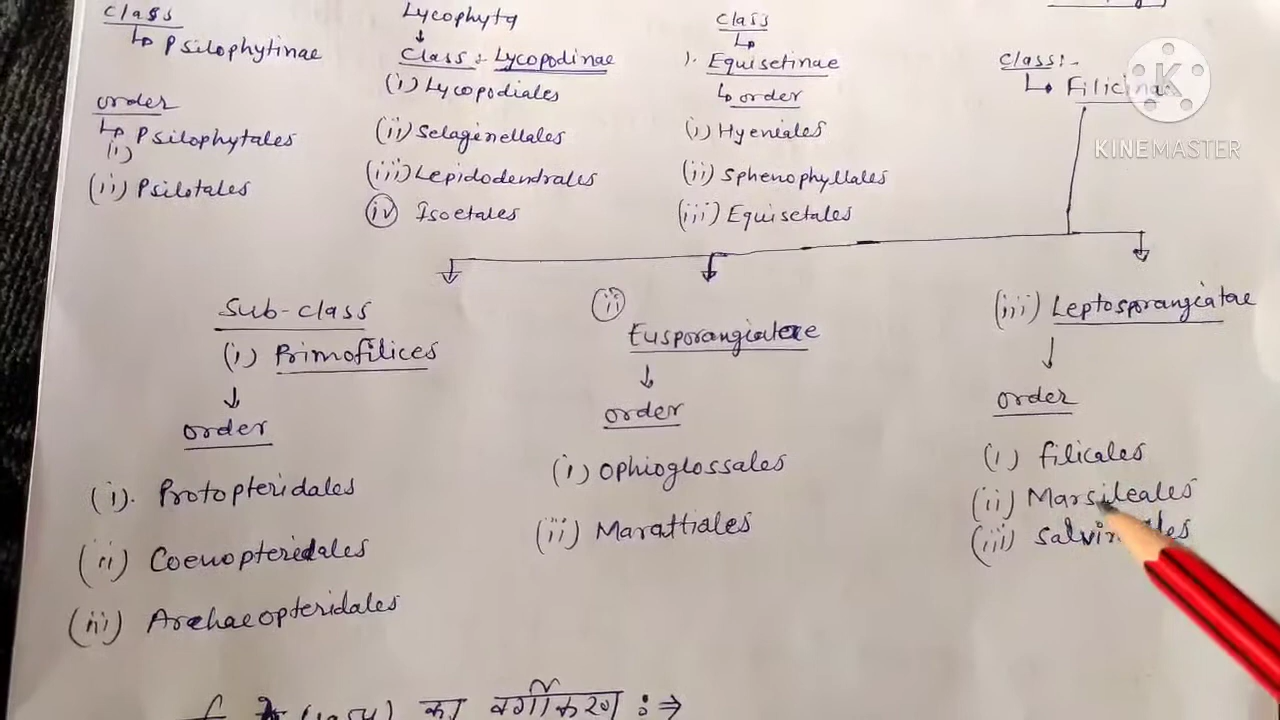 class
↳ Psilophytinae
order
↳ Psilophytales
(i)
(ii) Psilotales
Lycophyta
↓
Class : Lycopodinae
(i) Lycopodiales
(ii) Selaginellales
(iii) Lepidodendrales
(iv) Isoetales
class
↳
1. Equisetinae
↳ order
(i) Hyeniales
(ii) Sphenophyllales
(iii) Equisetales
class:-
↳ Filicinae
KINEMASTER
Sub-class
(i) Primofilices
↓
order
(i). Protopteridales
(ii) Coenopteridales
(iii) Archaeopteridales
(ii)
Eusporangiatae
↓
order
(i) Ophioglossales
(ii) Marattiales
(iii) Leptosporangiatae
↓
order
(i) filicales
(ii) Marsileales
(iii)
का वर्गीकरण :⇒